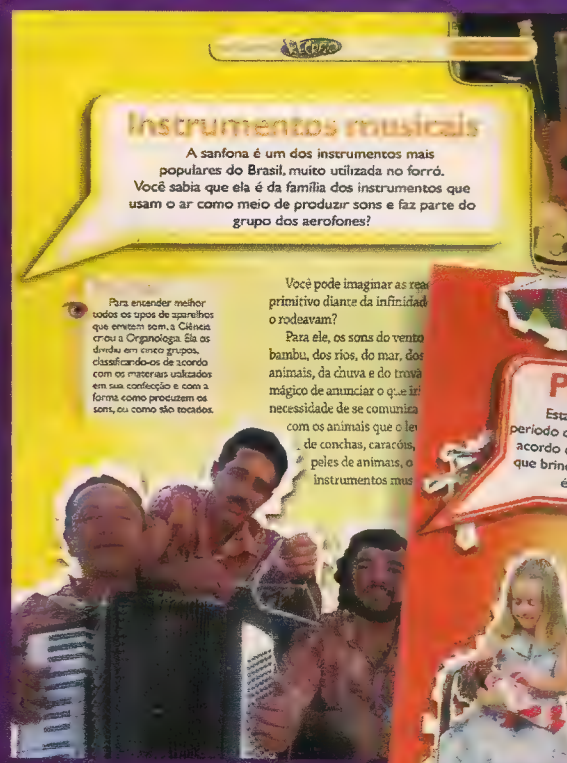 RECREIO
Instrumentos musicais
A sanfona é um dos instrumentos mais
populares do Brasil, muito utilizada no forró.
Você sabia que ela é da família dos instrumentos que
usam o ar como meio de produzir sons e faz parte do
grupo dos aerofones?
Para entender melhor
todos os tipos de aparelhos
que emitem som, a Ciência
criou a Organologia. Ela os
dividiu em cinco grupos,
classificando-os de acordo
com os materiais utilizados
em sua confecção e com a
forma como produzem os
sons, ou como são tocados.
Você pode imaginar as
primitivo diante da infinidad
o rodeavam?
Para ele, os sons do vento
bambu, dos rios, do mar, dos
animais, da chuva e do trovã
mágico de anunciar o que
necessidade de se comunica
com os animais que o
de conchas, caracóis,
peles de animais, o
instrumentos mus
P
período
acordo
que
é